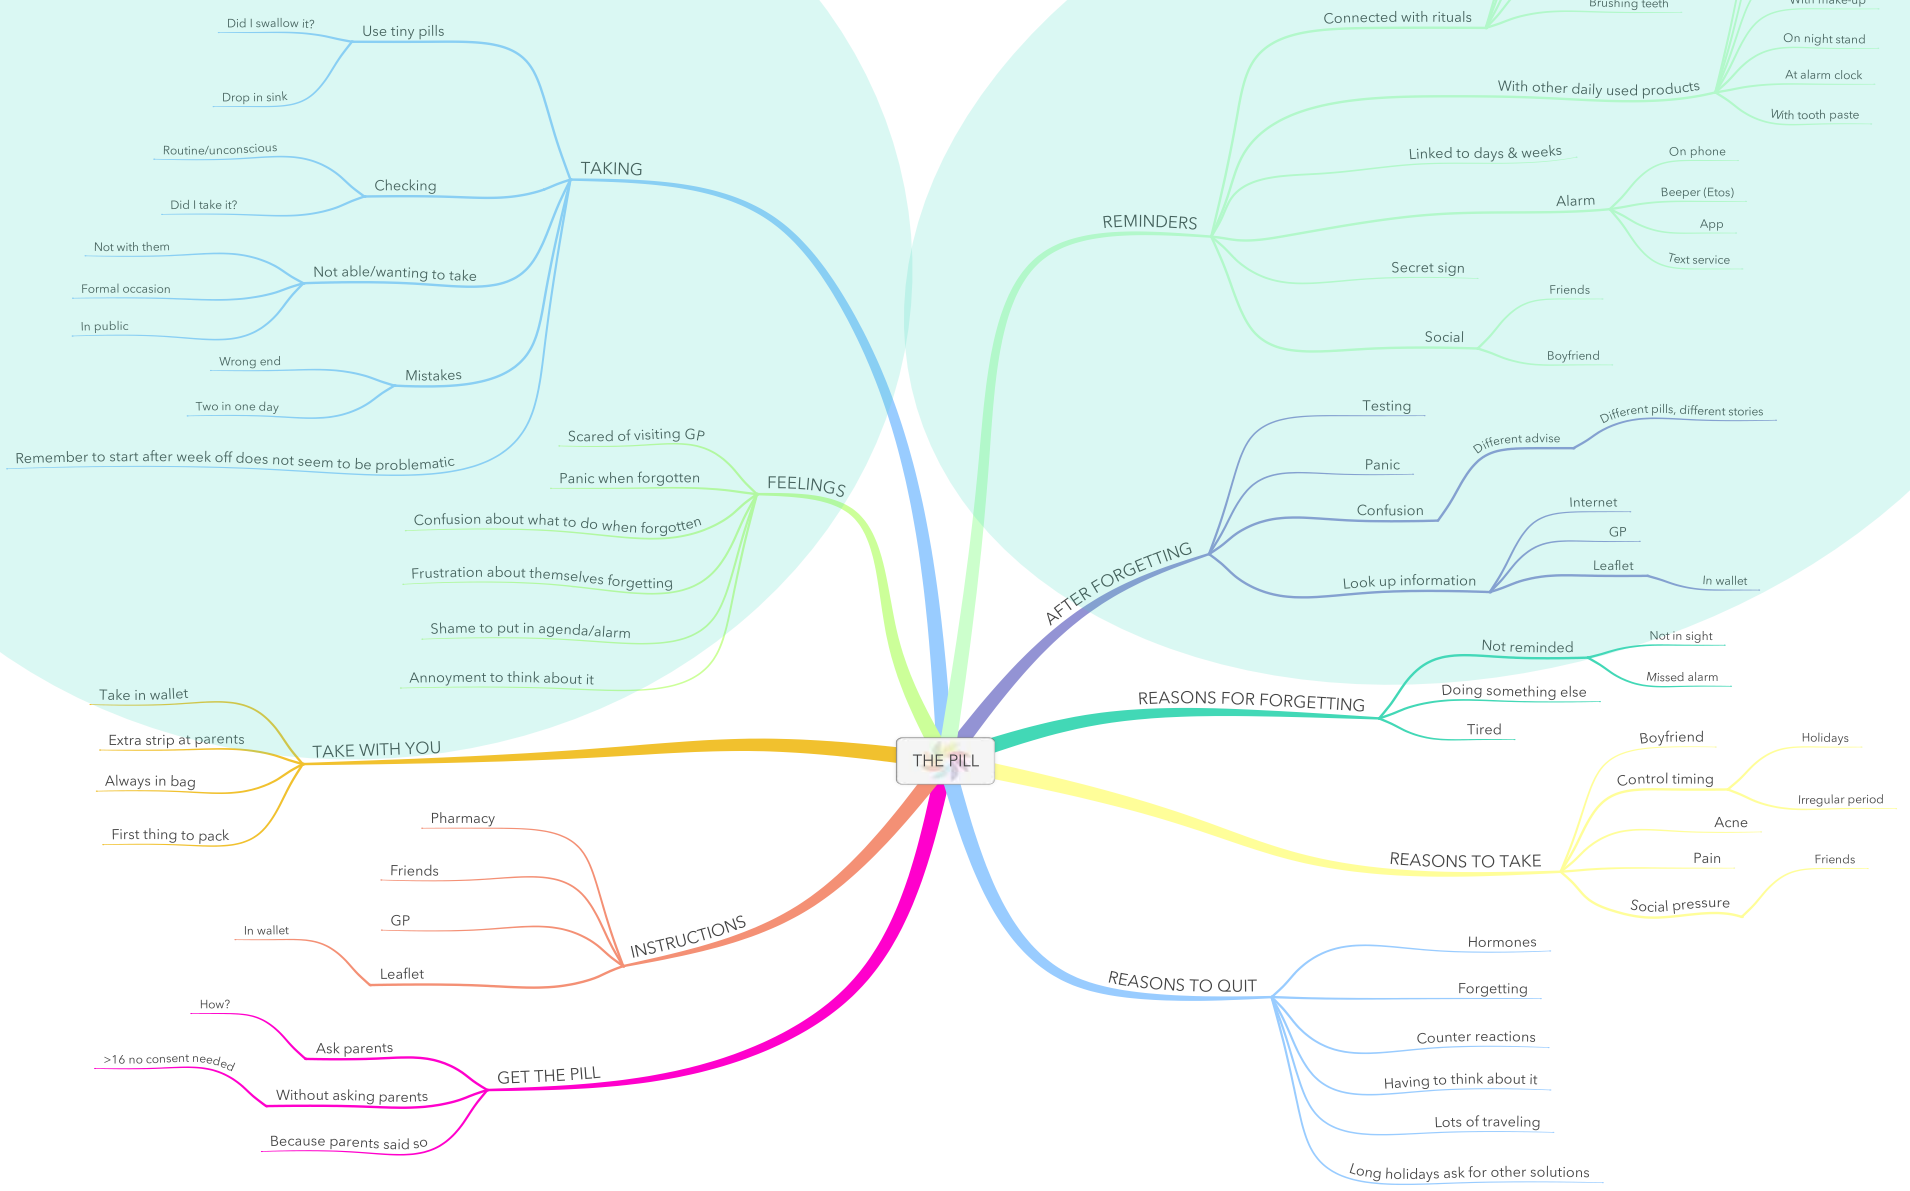 THE PILL
TAKING
Use tiny pills
Did I swallow it?
Drop in sink
Checking
Routine/unconscious
Did I take it?
Not able/wanting to take
Not with them
Formal occasion
In public
Mistakes
Wrong end
Two in one day
Remember to start after week off does not seem to be problematic
FEELINGS
Scared of visiting GP
Panic when forgotten
Confusion about what to do when forgotten
Frustration about themselves forgetting
Shame to put in agenda/alarm
Annoyment to think about it
TAKE WITH YOU
Take in wallet
Extra strip at parents
Always in bag
First thing to pack
INSTRUCTIONS
Pharmacy
Friends
GP
Leaflet
In wallet
GET THE PILL
Ask parents
How?
Without asking parents
>16 no consent needed
Because parents said so
REMINDERS
Connected with rituals
Brushing teeth
With other daily used products
With make-up
On night stand
At alarm clock
With tooth paste
Linked to days & weeks
Alarm
On phone
Beeper (Etos)
App
Text service
Secret sign
Social
Friends
Boyfriend
AFTER FORGETTING
Testing
Panic
Confusion
Different advise
Different pills, different stories
Look up information
Internet
GP
Leaflet
In wallet
REASONS FOR FORGETTING
Not reminded
Not in sight
Missed alarm
Doing something else
Tired
REASONS TO TAKE
Boyfriend
Control timing
Holidays
Irregular period
Acne
Pain
Social pressure
Friends
REASONS TO QUIT
Hormones
Forgetting
Counter reactions
Having to think about it
Lots of traveling
Long holidays ask for other solutions